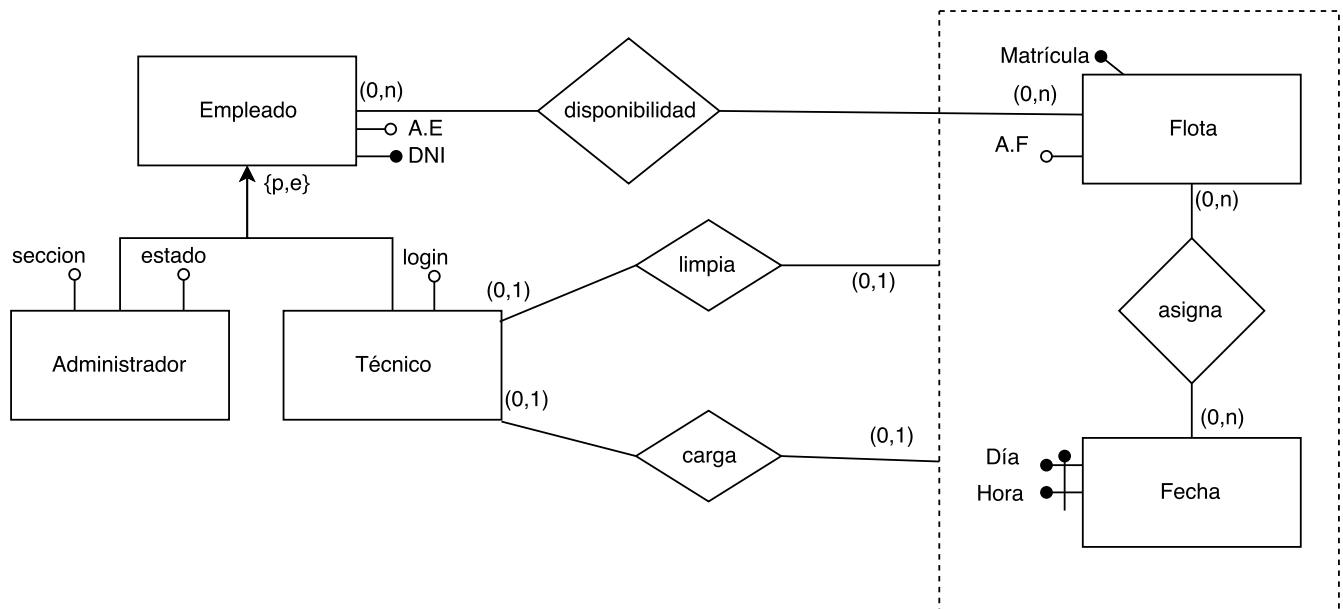 Matrícula
(0,n)
(0,n)
Empleado
disponibilidad
Flota
A.E
DNI
A.F
{p,e}
(0,n)
seccion
estado
login
limpia
(0,1)
(0,1)
asigna
Administrador
Técnico
(0,1)
(0,1)
(0,n)
carga
Día
Hora
Fecha